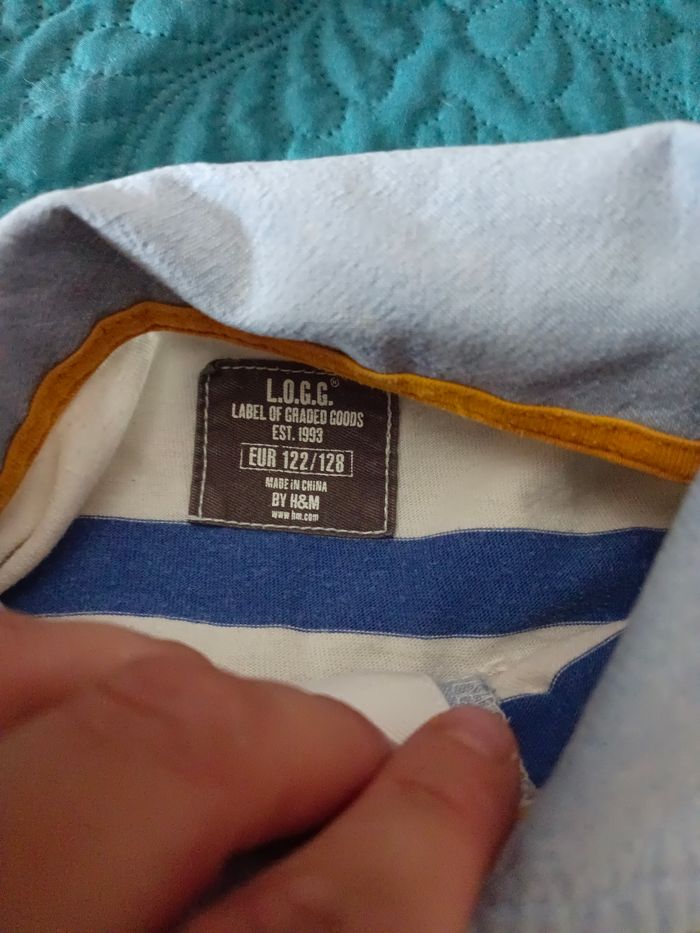 L.O.G.G.®
LABEL OF GRADED GOODS
EST. 1993
EUR 122/128
MADE IN CHINA
BY H&M
www.hm.com